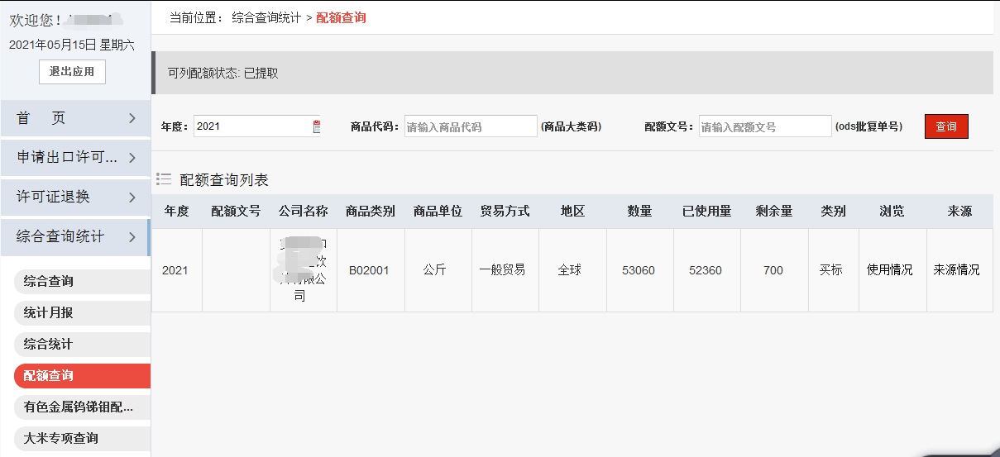 欢迎您！
2021年05月15日 星期六
退出应用
首 页
申请出口许可...
许可证退换
综合查询统计
综合查询
统计月报
综合统计
配额查询
有色金属钨锑钼配...
大米专项查询
当前位置： 综合查询统计 > 配额查询
可列配额状态: 已提取
年度： 2021 商品代码： 请输入商品代码 (商品大类码) 配额文号： 请输入配额文号 (ods批复单号) 查询
配额查询列表
年度 配额文号 公司名称 商品类别 商品单位 贸易方式 地区 数量 已使用量 剩余量 类别 浏览 来源
2021 B02001 公斤 一般贸易 全球 53060 52360 700 买标 使用情况 来源情况
饮
有限公
司